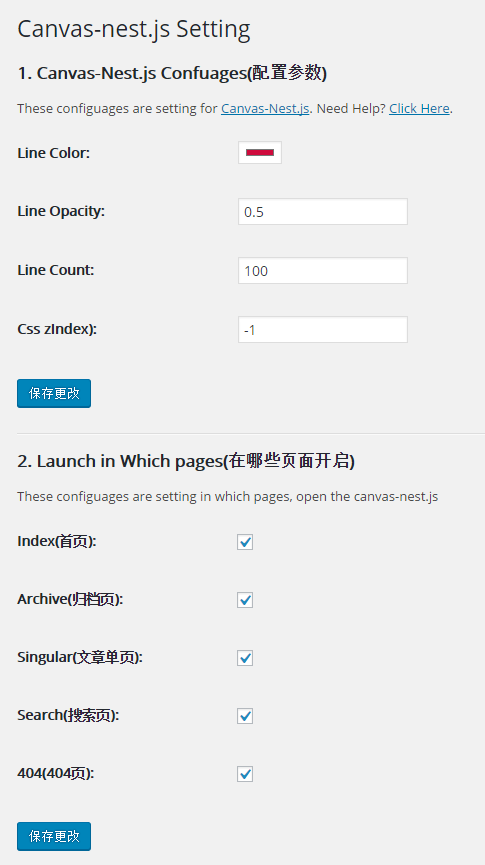 Canvas-nest.js Setting
1. Canvas-Nest.js Confuages(配置参数)
These configuages are setting for Canvas-Nest.js. Need Help? Click Here.
Line Color:
Line Opacity: 0.5
Line Count: 100
Css zIndex): -1
保存更改
2. Launch in Which pages(在哪些页面开启)
These configuages are setting in which pages, open the canvas-nest.js
Index(首页):
Archive(归档页):
Singular(文章单页):
Search(搜索页):
404(404页):
保存更改